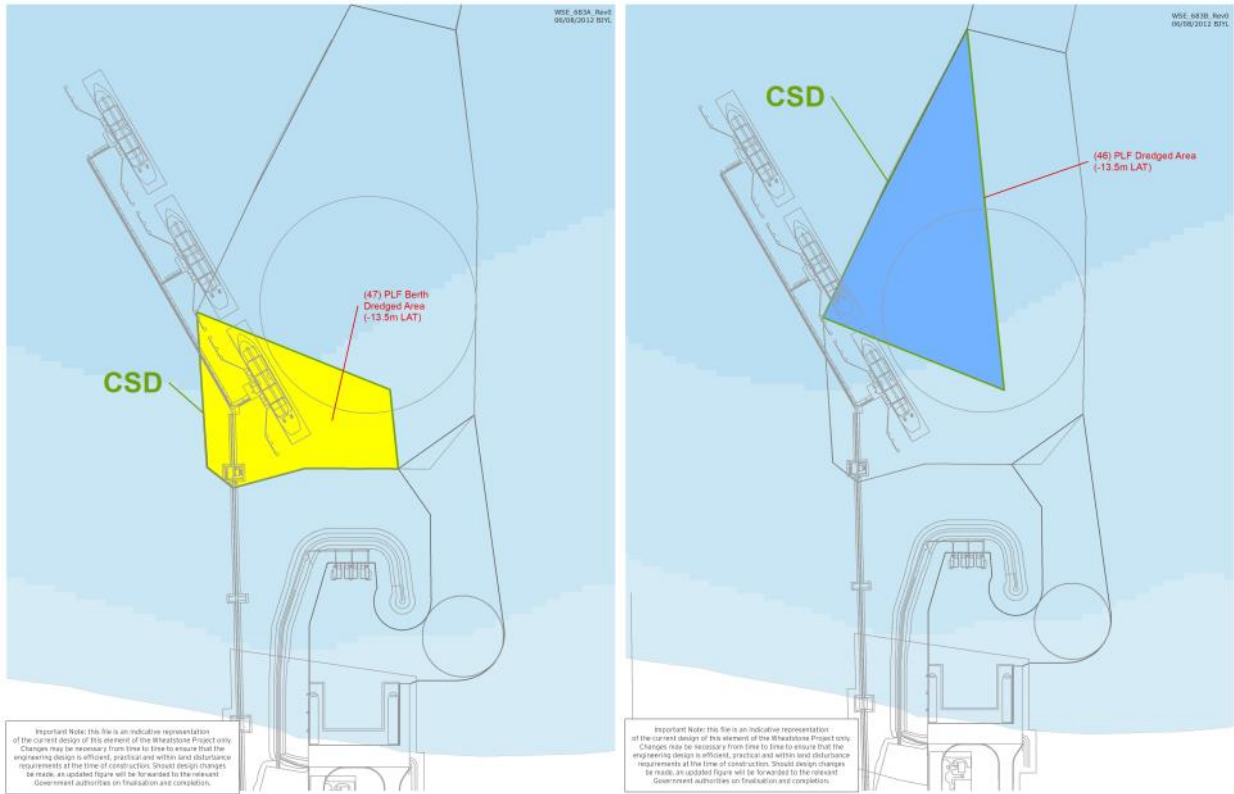 WSE_683A_Rev0
06/08/2012 BJYL
(47) PLF Berth
Dredged Area
(-13.5m LAT)
CSD
Important Note: this file is an indicative representation
of the current design of this element of the Wheatstone Project only.
Changes may be necessary from time to time to ensure that the
engineering design is efficient, practical and within land disturbance
requirements at the time of construction. Should design changes
be made, an updated figure will be forwarded to the relevant
Government authorities on finalisation and completion.
WSE_683B_Rev0
06/08/2012 BJYL
CSD
(46) PLF Dredged Area
(-13.5m LAT)
Important Note: this file is an indicative representation
of the current design of this element of the Wheatstone Project only.
Changes may be necessary from time to time to ensure that the
engineering design is efficient, practical and within land disturbance
requirements at the time of construction. Should design changes
be made, an updated figure will be forwarded to the relevant
Government authorities on finalisation and completion.